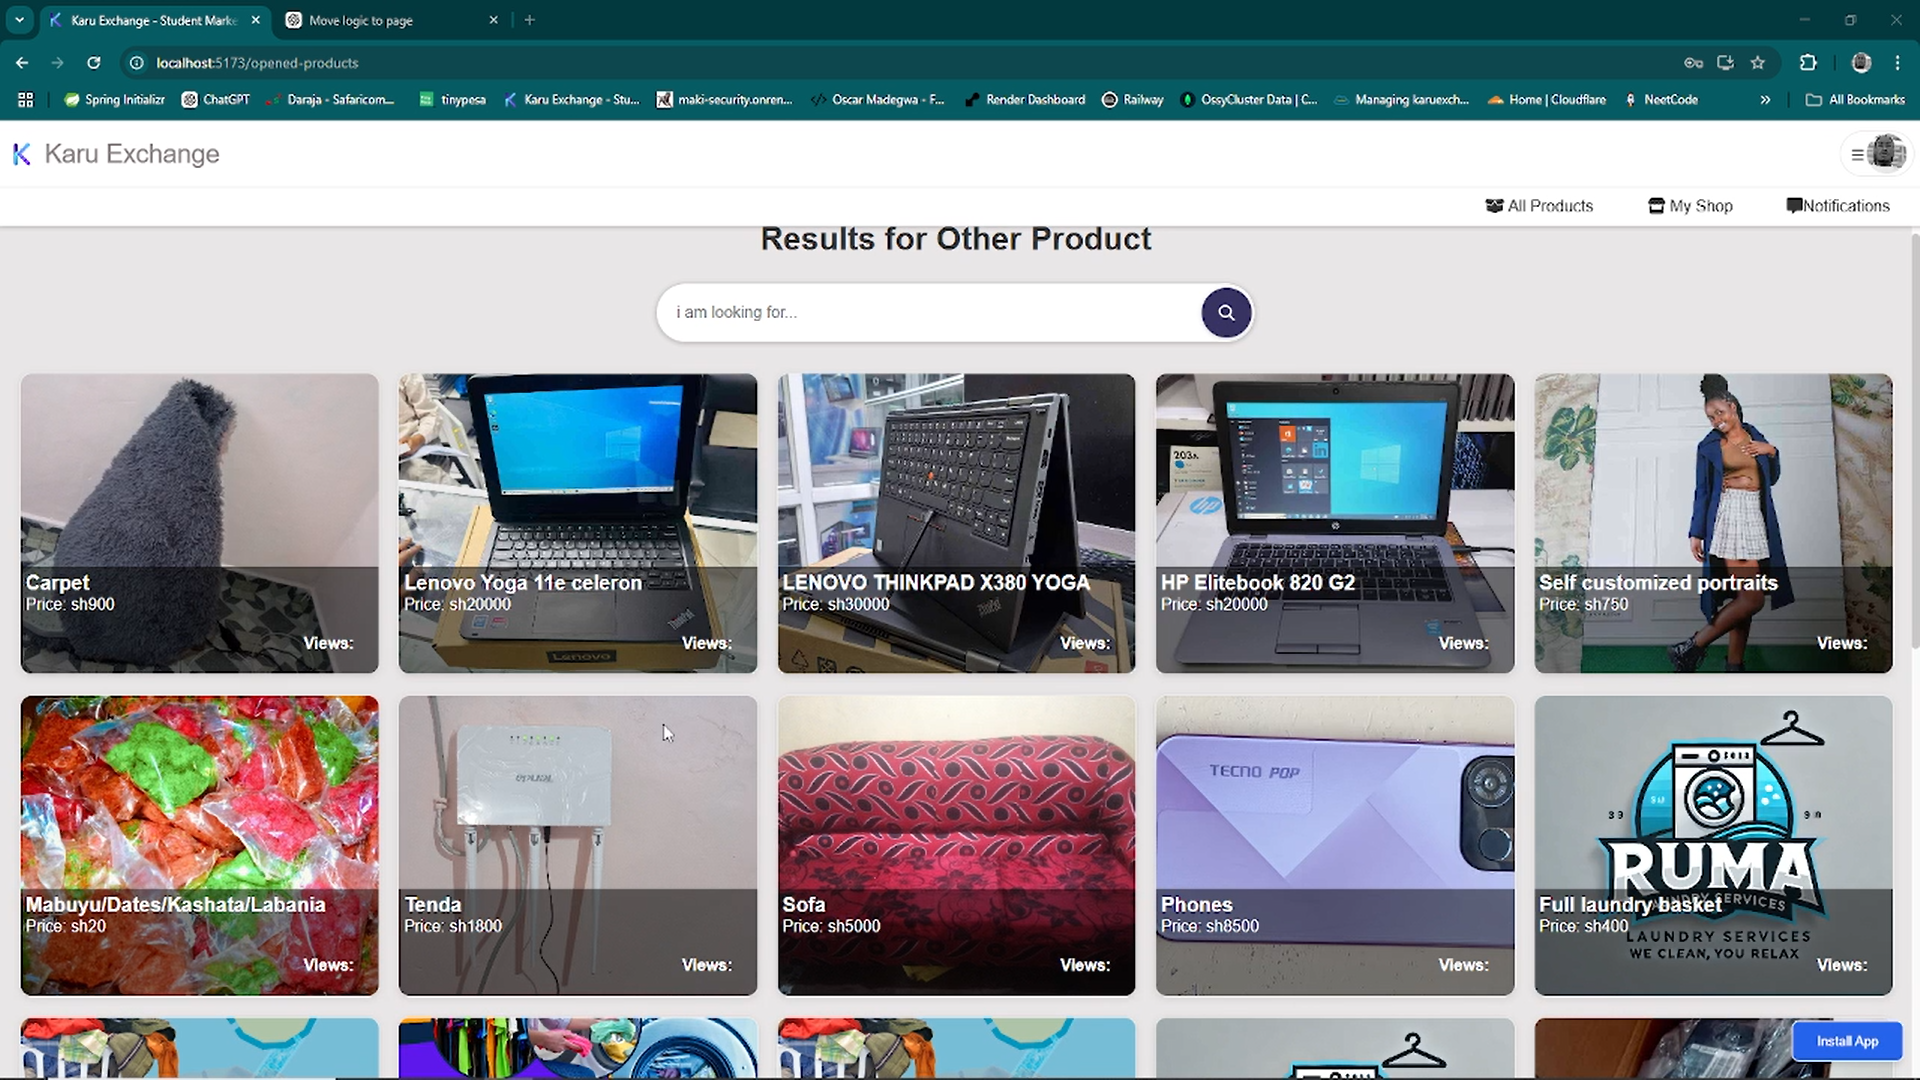 Karu Exchange - Student Marke
Move logic to page
localhost:5173/opened-products
Spring Initializr
ChatGPT
Daraja - Safaricom...
tinypesa
Karu Exchange - Stu...
maki-security.onren...
Oscar Madegwa - F...
Render Dashboard
Railway
OssyCluster Data | C...
Managing karuexch...
Home | Cloudflare
NeetCode
All Bookmarks
Karu Exchange
All Products
My Shop
Notifications
Results for Other Product
i am looking for...
Carpet
Price: sh900
Views:
Lenovo
ThinkPad
Lenovo Yoga 11e celeron
Price: sh20000
Views:
ThinkPad
LENOVO THINKPAD X380 YOGA
Price: sh30000
Views:
hp
HP Elitebook 820 G2
Price: sh20000
Views:
Self customized portraits
Price: sh750
Views:
Mabuyu/Dates/Kashata/Labania
Price: sh20
Views:
Tenda
Price: sh1800
Views:
Sofa
Price: sh5000
Views:
TECNO POP
Phones
Price: sh8500
Views:
RUMA
LAUNDRY SERVICES
Full laundry basket
Price: sh400
LAUNDRY SERVICES
WE CLEAN, YOU RELAX
Views:
Install App